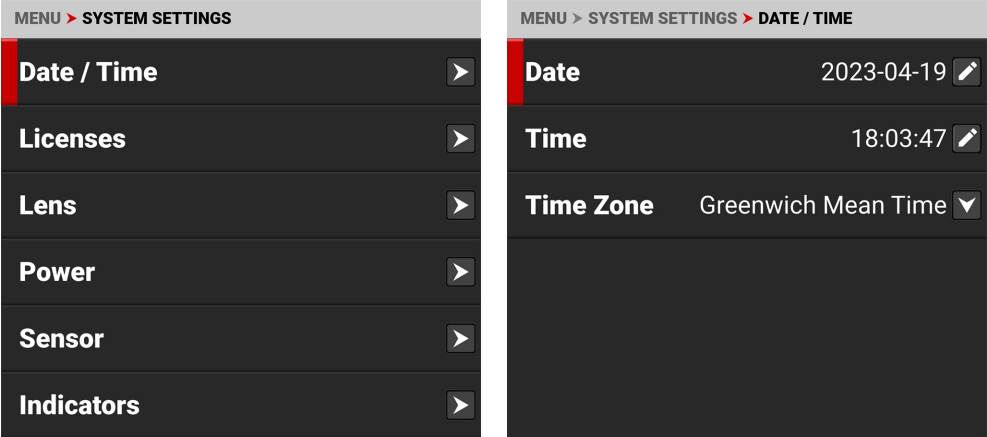 MENU > SYSTEM SETTINGS
Date / Time
Licenses
Lens
Power
Sensor
Indicators
MENU > SYSTEM SETTINGS > DATE / TIME
Date 2023-04-19
Time 18:03:47
Time Zone Greenwich Mean Time